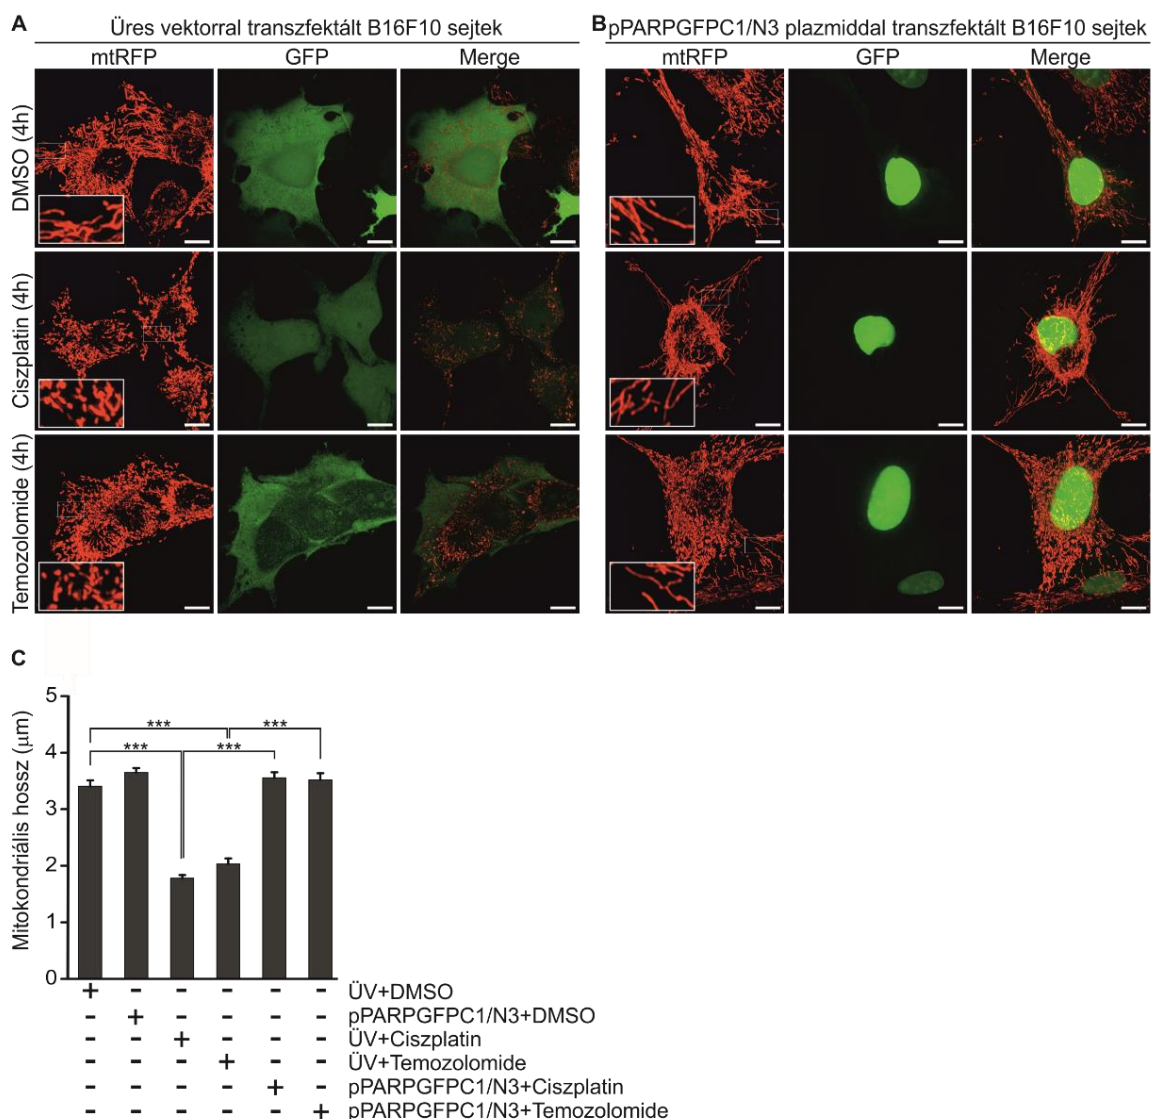 A
Üres vektorral transzfektált B16F10 sejtek
mtRFP GFP Merge
DMSO (4h)
Ciszplatin (4h)
Temozolomide (4h)
B pPARPGFPC1/N3 plazmiddal transzfektált B16F10 sejtek
mtRFP GFP Merge
C
Mitokondriális hossz (μm)
5
4
3
2
1
0
*** ***
*** ***
+ - - - - - ÜV+DMSO
- + - - - - pPARPGFPC1/N3+DMSO
- - + - - - ÜV+Ciszplatin
- - - + - - ÜV+Temozolomide
- - - - + - pPARPGFPC1/N3+Ciszplatin
- - - - - + pPARPGFPC1/N3+Temozolomide